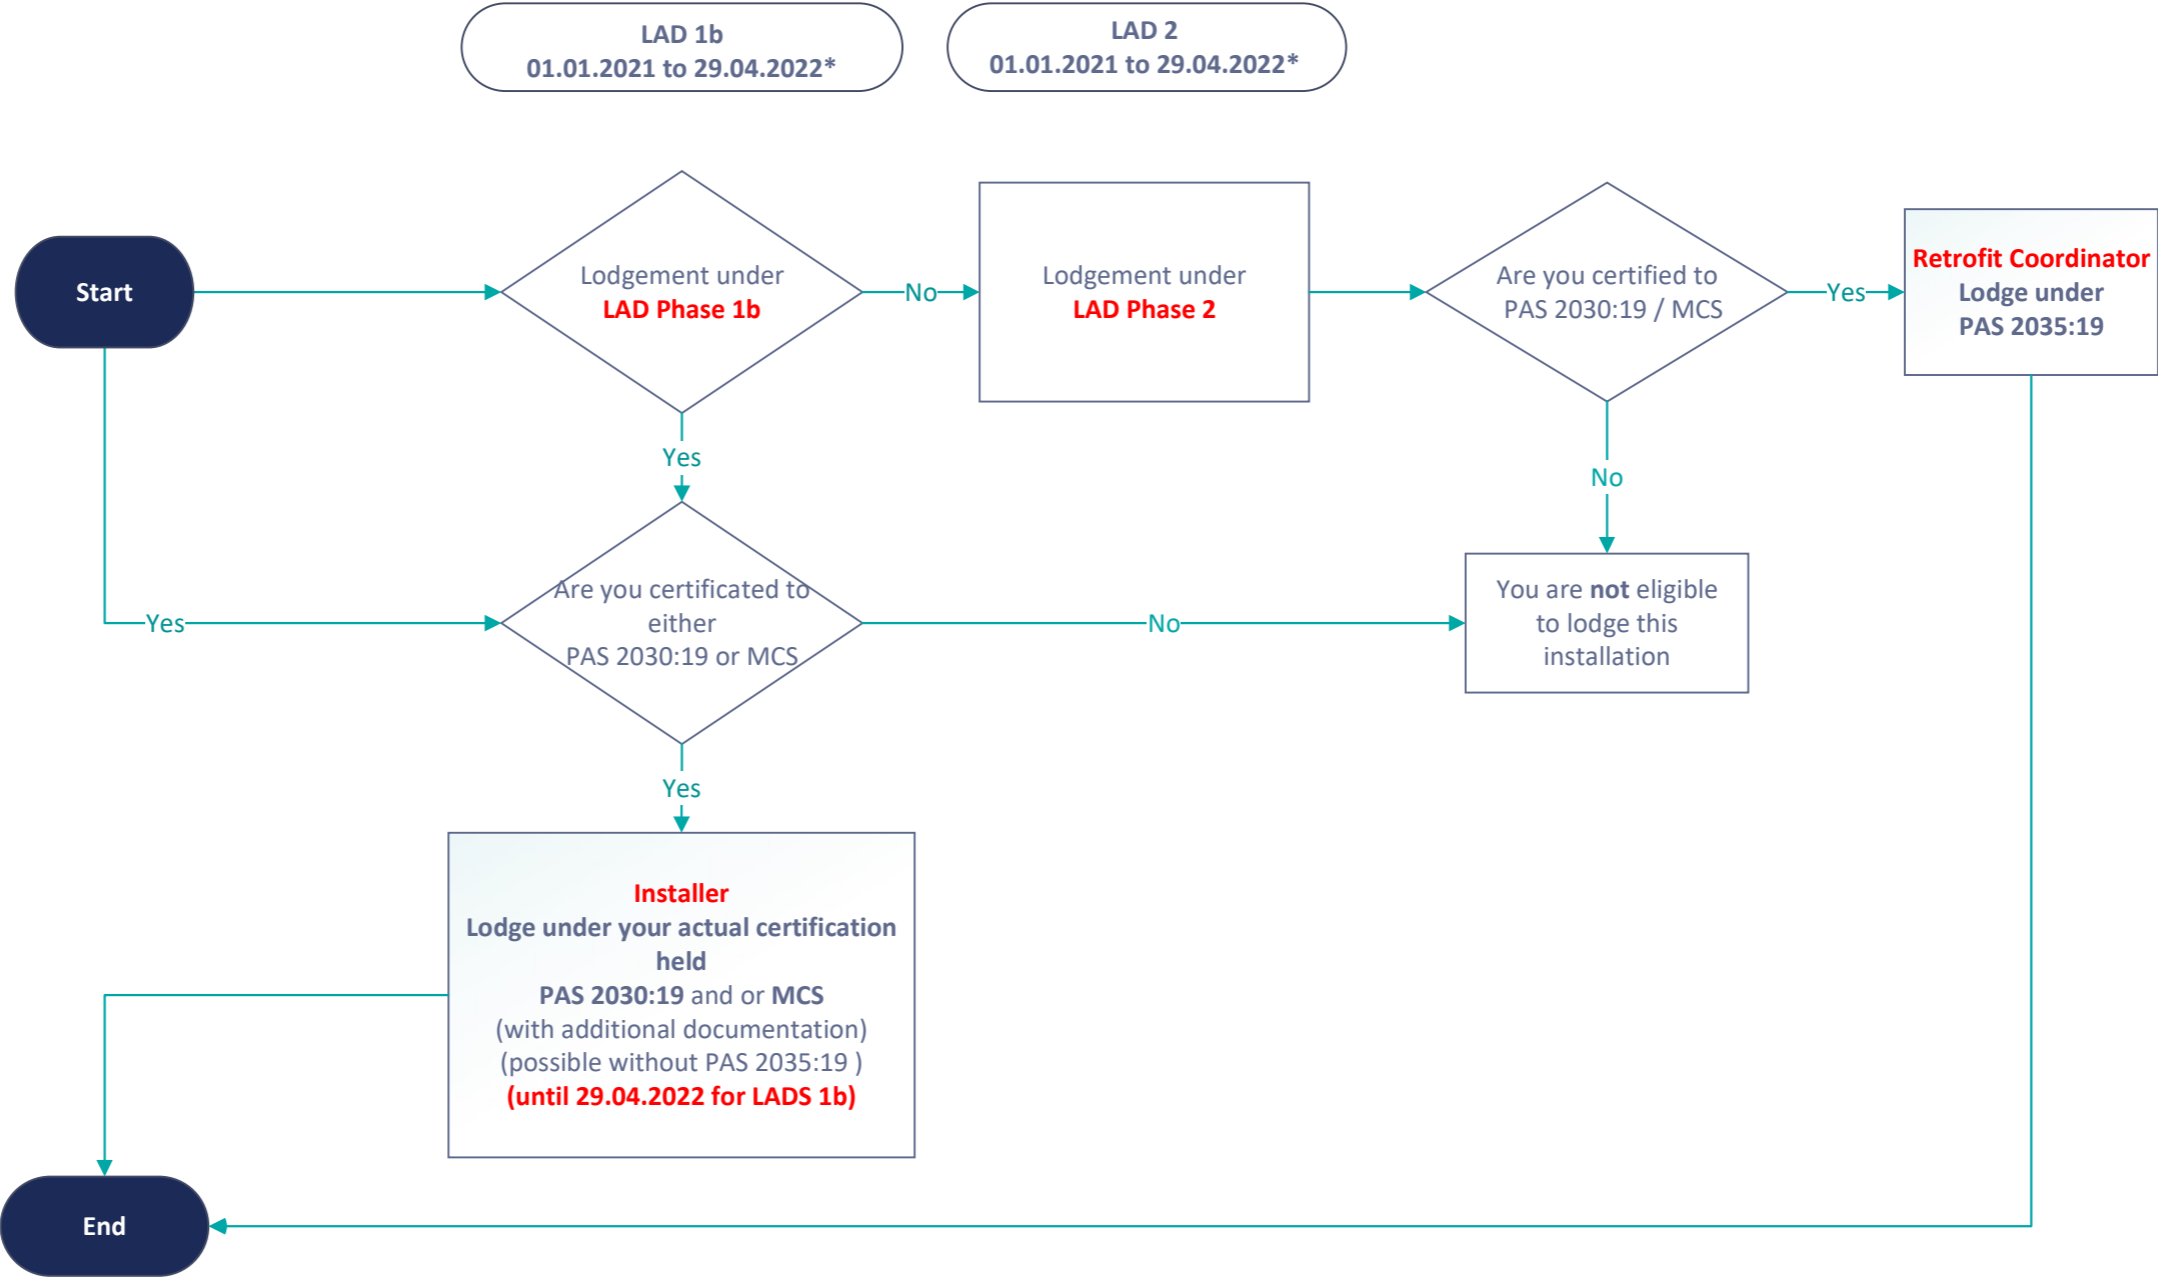 LAD 1b
01.01.2021 to 29.04.2022*
LAD 2
01.01.2021 to 29.04.2022*
Start
Lodgement under
LAD Phase 1b
No
Lodgement under
LAD Phase 2
Are you certified to
PAS 2030:19 / MCS
Yes
Retrofit Coordinator
Lodge under
PAS 2035:19
Yes
No
Yes
Are you certificated to
either
PAS 2030:19 or MCS
No
You are not eligible
to lodge this
installation
Yes
Installer
Lodge under your actual certification
held
PAS 2030:19 and or MCS
(with additional documentation)
(possible without PAS 2035:19 )
(until 29.04.2022 for LADS 1b)
End